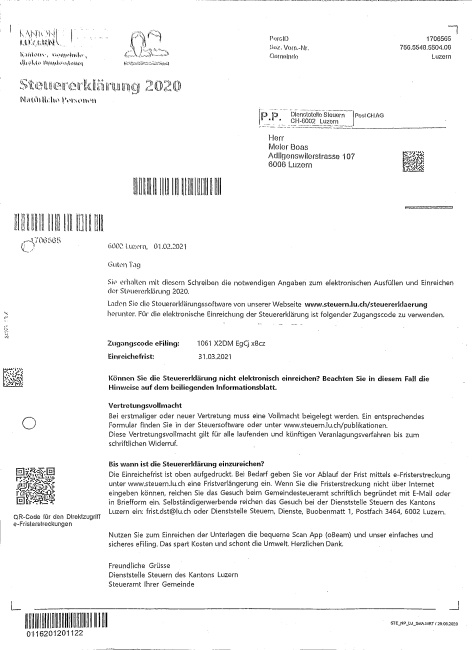 KANTON
LUZERN
Kantons-, Gemeinde-,
direkte Bundessteuer
PersID 1706565
Soz. Vers.-Nr. 756.5548.5804.00
Gemeinde Luzern
Steuererklärung 2020
Natürliche Personen
P.P. Dienststelle Steuern
CH-6002 Luzern
Post CH AG
Herr
Meier Boas
Adligenswilerstrasse 107
6006 Luzern
1706565
6002 Luzern, 01.02.2021
Guten Tag
Sie erhalten mit diesem Schreiben die notwendigen Angaben zum elektronischen Ausfüllen und Einreichen
der Steuererklärung 2020.
Laden Sie die Steuererklärungssoftware von unserer Webseite www.steuern.lu.ch/steuererklaerung
herunter. Für die elektronische Einreichung der Steuererklärung ist folgender Zugangscode zu verwenden.
Zugangscode eFiling: 1061 X2DM EgCj x8cz
Einreichefrist: 31.03.2021
Können Sie die Steuererklärung nicht elektronisch einreichen? Beachten Sie in diesem Fall die
Hinweise auf dem beiliegenden Informationsblatt.
Vertretungsvollmacht
Bei erstmaliger oder neuer Vertretung muss eine Vollmacht beigelegt werden. Ein entsprechendes
Formular finden Sie in der Steuersoftware oder unter www.steuern.lu.ch/publikationen.
Diese Vertretungsvollmacht gilt für alle laufenden und künftigen Veranlagungsverfahren bis zum
schriftlichen Widerruf.
Bis wann ist die Steuererklärung einzureichen?
Die Einreichefrist ist oben aufgedruckt. Bei Bedarf geben Sie vor Ablauf der Frist mittels e-Fristerstreckung
unter www.steuern.lu.ch eine Fristverlängerung ein. Wenn Sie die Fristerstreckung nicht über Internet
eingeben können, reichen Sie das Gesuch beim Gemeindesteueramt schriftlich begründet mit E-Mail oder
in Briefform ein. Selbständigerwerbende reichen das Gesuch bei der Dienststelle Steuern des Kantons
Luzern ein: frist.dst@lu.ch oder Dienststelle Steuern, Dienste, Buobenmatt 1, Postfach 3464, 6002 Luzern.
QR-Code für den Direktzugriff
e-Fristerstreckungen
Nutzen Sie zum Einreichen der Unterlagen die bequeme Scan App (oBeam) und unser einfaches und
sicheres eFiling. Das spart Kosten und schont die Umwelt. Herzlichen Dank.
Freundliche Grüsse
Dienststelle Steuern des Kantons Luzern
Steueramt Ihrer Gemeinde
0116201201122